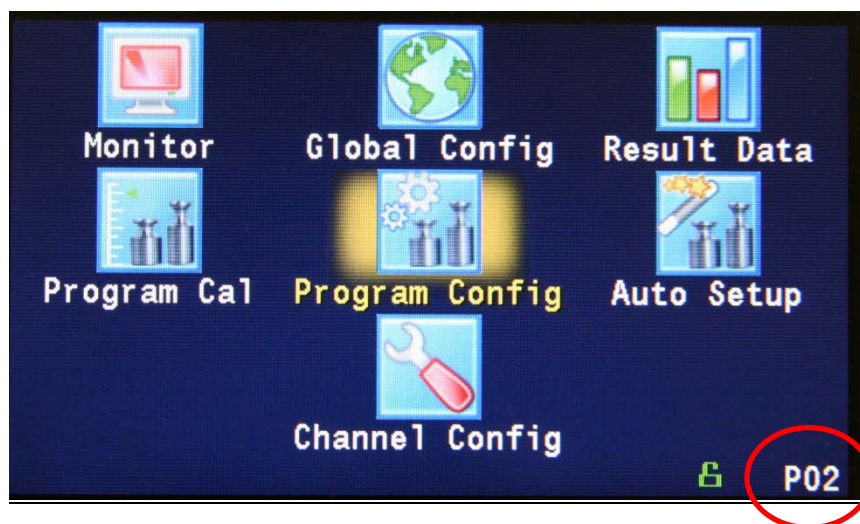 Monitor Global Config Result Data
Program Cal Program Config Auto Setup
Channel Config
P02